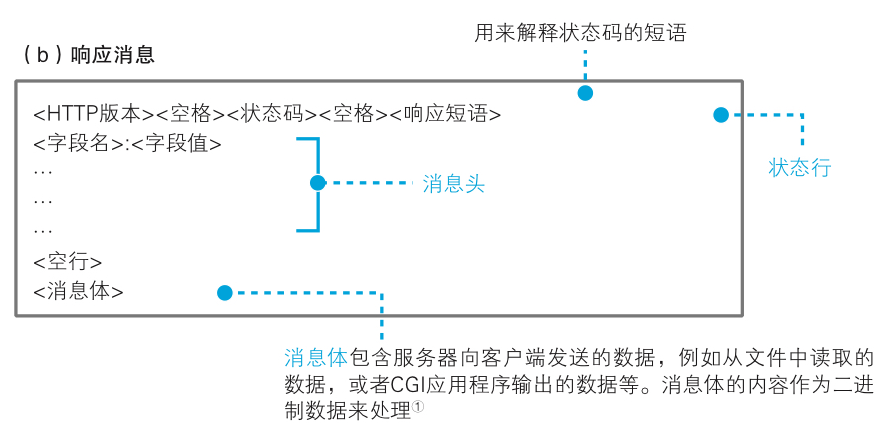 用来解释状态码的短语
（b）响应消息
<HTTP版本><空格><状态码><空格><响应短语>
<字段名>:<字段值>
状态行
…
消息头
…
…
<空行>
<消息体>
消息体包含服务器向客户端发送的数据，例如从文件中读取的
数据，或者CGI应用程序输出的数据等。消息体的内容作为二进
制数据来处理①